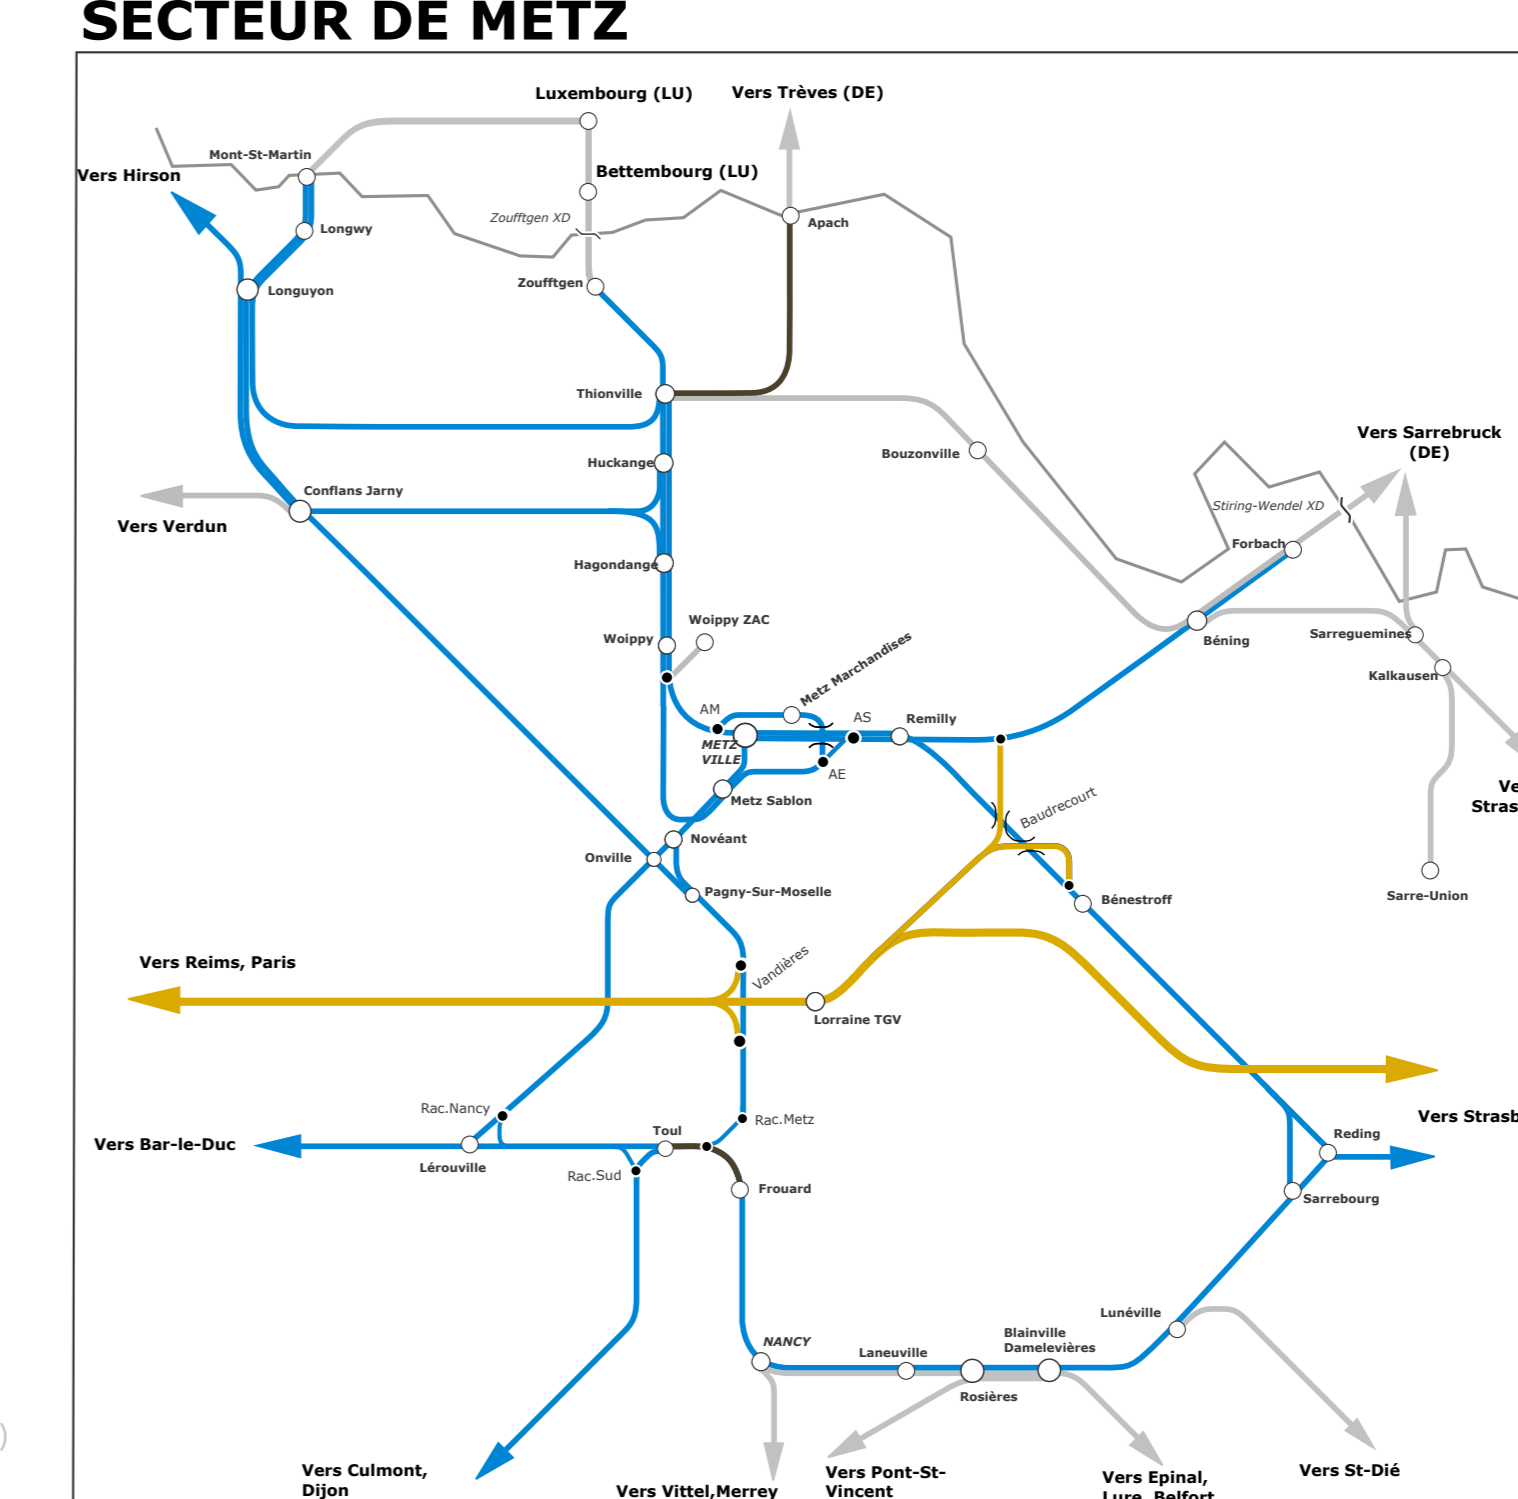 SECTEUR DE METZ
Luxembourg (LU)
Vers Trèves (DE)
Mont-St-Martin
Vers Hirson
Bettembourg (LU)
Zoufftgen XD
Apach
Longwy
Zoufftgen
Longuyon
Thionville
Vers Sarrebruck
(DE)
Bouzonville
Huckange
Conflans Jarny
Stiring-Wendel XD
Vers Verdun
Forbach
Hagondange
Woippy ZAC
Woippy
Béning
Sarreguemines
Metz Marchandises
Kalkausen
AM
AS
Remilly
METZ
VILLE
AE
Metz Sablon
Ve
Stras
Baudrecourt
Novéant
Onville
Pagny-Sur-Moselle
Bénestroff
Sarre-Union
Vers Reims, Paris
Vandières
Lorraine TGV
Rac.Nancy
Rac.Metz
Vers Strasb
Toul
Reding
Vers Bar-le-Duc
Lérouville
Rac.Sud
Frouard
Sarrebourg
Lunéville
NANCY
Blainville
Damelevières
Laneuville
Rosières
)
Vers Culmont,
Dijon
Vers Vittel,Merrey
Vers Pont-St-
Vincent
Vers Epinal,
Lure, Belfort
Vers St-Dié